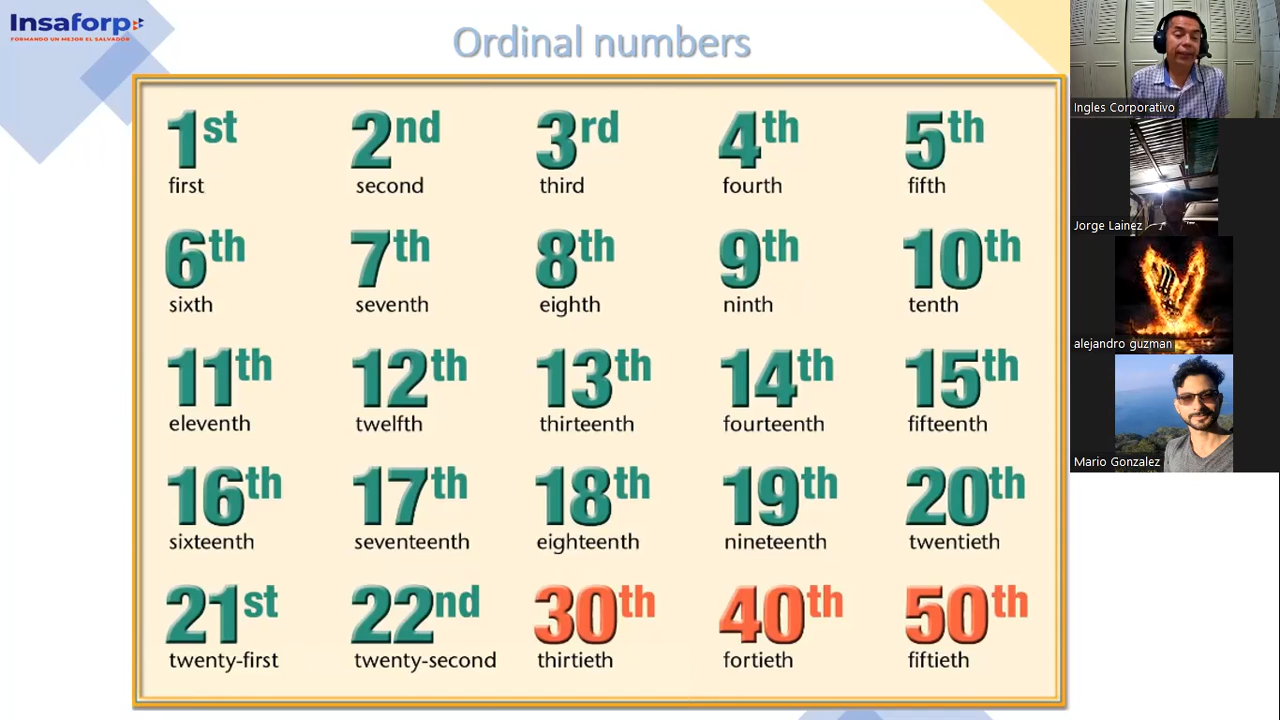 Insaforp
FORMANDO UN MEJOR EL SALVADOR
Ordinal numbers
1st 2nd 3rd 4th 5th
first second third fourth fifth
6th 7th 8th 9th 10th
sixth seventh eighth ninth tenth
11th 12th 13th 14th 15th
eleventh twelfth thirteenth fourteenth fifteenth
16th 17th 18th 19th 20th
sixteenth seventeenth eighteenth nineteenth twentieth
21st 22nd 30th 40th 50th
twenty-first twenty-second thirtieth fortieth fiftieth
Ingles Corporativo
Jorge Lainez
alejandro guzman
Mario Gonzalez